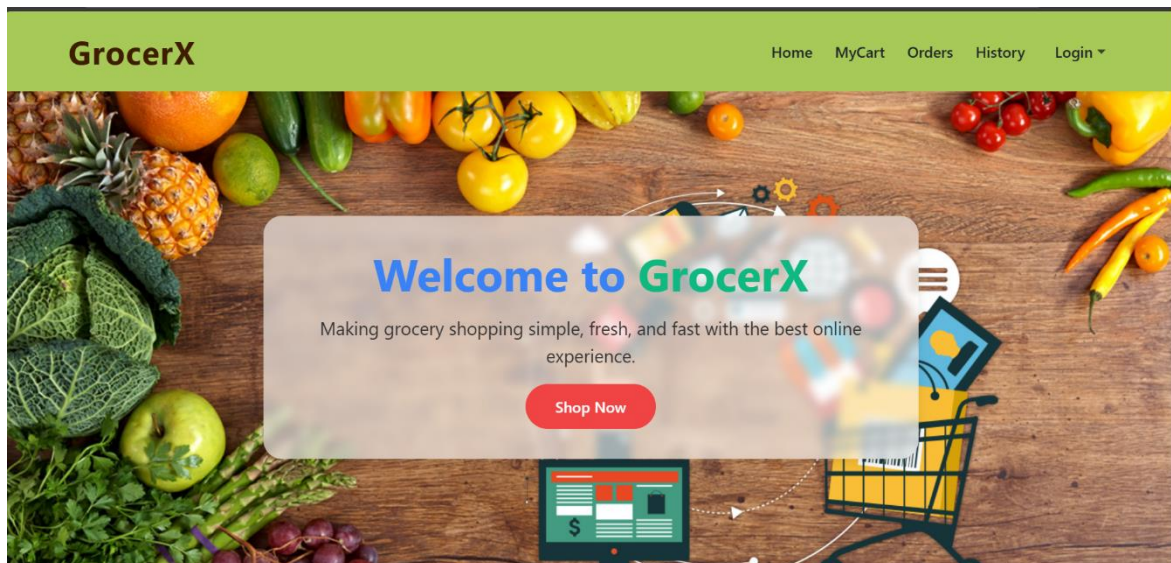 GrocerX
Home MyCart Orders History Login
Welcome to GrocerX
Making grocery shopping simple, fresh, and fast with the best online
experience.
Shop Now
$